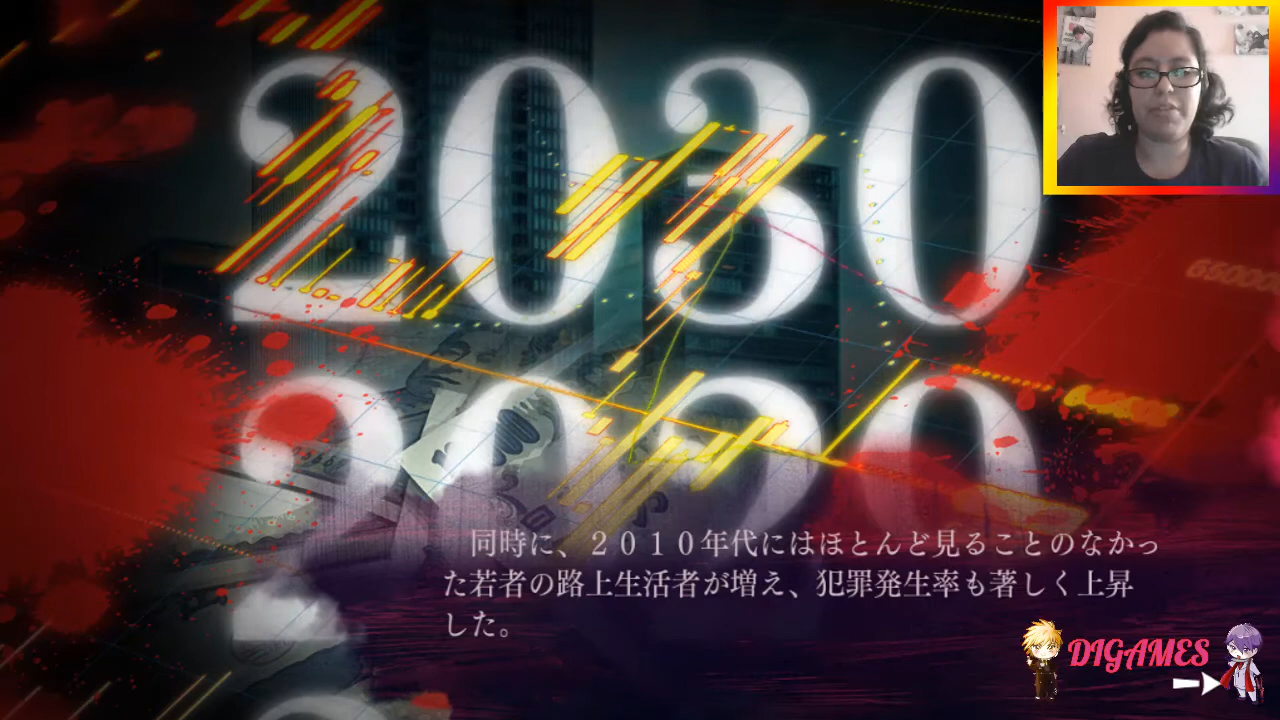 2030
2020
65000
同時に、２０１０年代にはほとんど見ることのなかっ
た若者の路上生活者が増え、犯罪発生率も著しく上昇
した。
DIGAMES